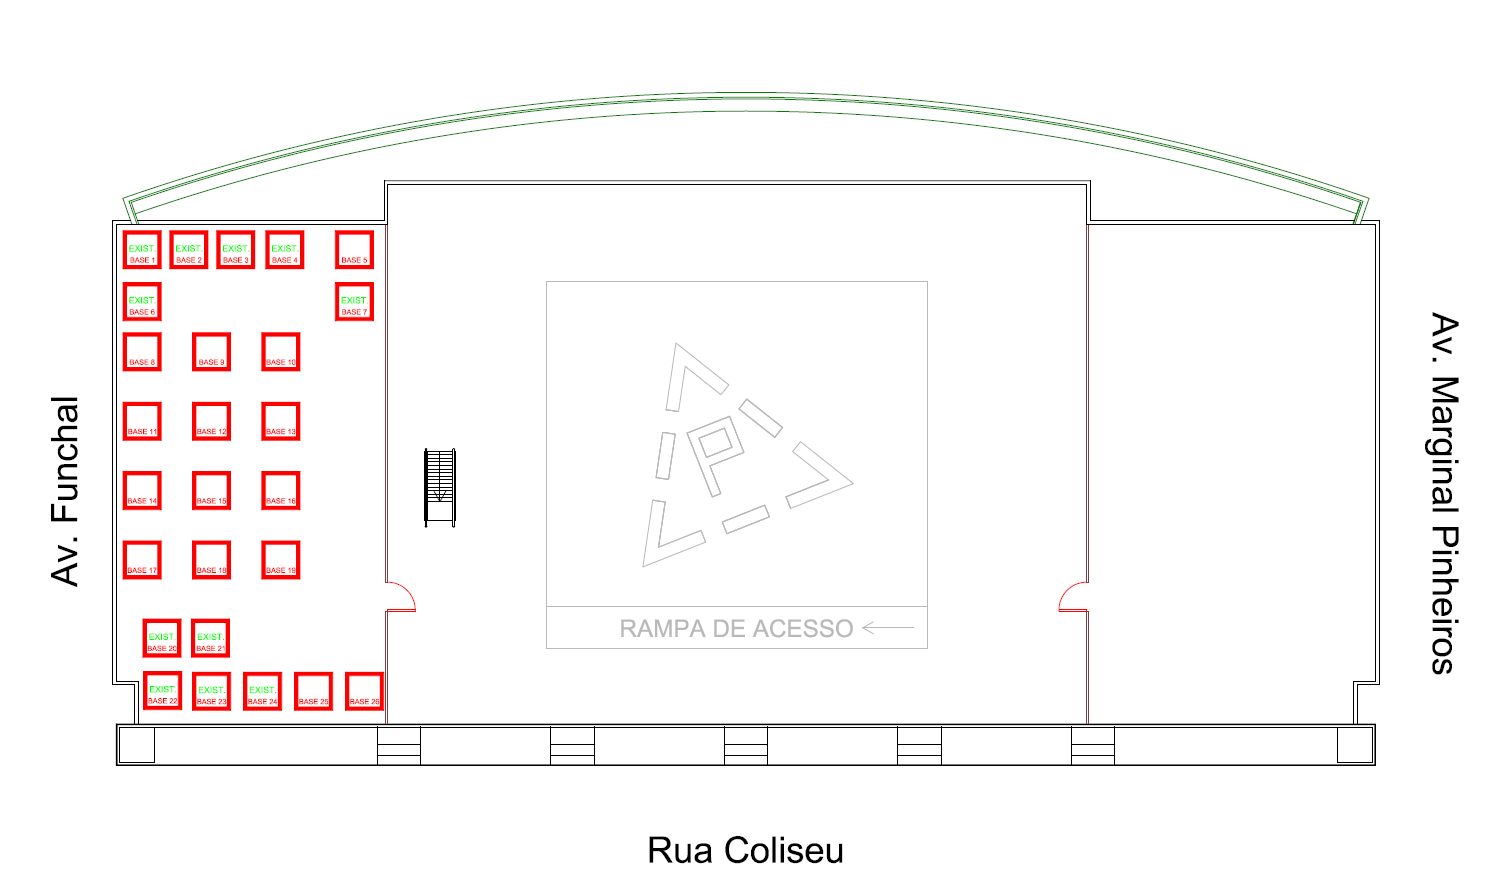 EXIST.
BASE 1
EXIST.
BASE 2
EXIST.
BASE 3
EXIST.
BASE 4
BASE 5
EXIST.
BASE 6
EXIST.
BASE 7
BASE 8
BASE 9
BASE 10
BASE 11
BASE 12
BASE 13
BASE 14
BASE 15
BASE 16
BASE 17
BASE 18
BASE 19
EXIST.
BASE 20
EXIST.
BASE 21
EXIST.
BASE 22
EXIST.
BASE 23
EXIST.
BASE 24
BASE 25
BASE 26
Av. Funchal
P
RAMPA DE ACESSO
Av. Marginal Pinheiros
Rua Coliseu